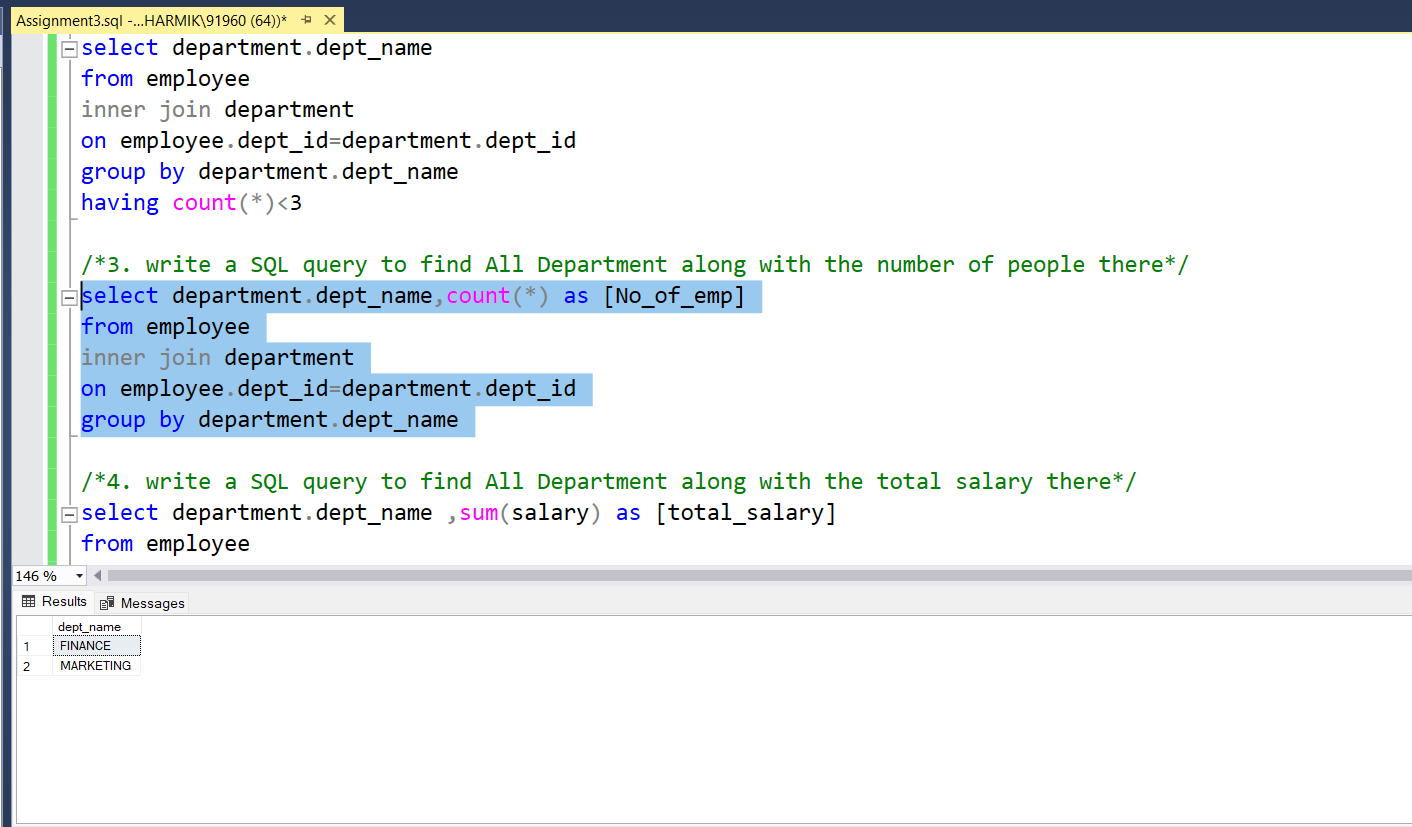 Assignment3.sql -...HARMIK\91960 (64))*
select department.dept_name
from employee
inner join department
on employee.dept_id=department.dept_id
group by department.dept_name
having count(*)<3
/*3. write a SQL query to find All Department along with the number of people there*/
select department.dept_name,count(*) as [No_of_emp]
from employee
inner join department
on employee.dept_id=department.dept_id
group by department.dept_name
/*4. write a SQL query to find All Department along with the total salary there*/
select department.dept_name ,sum(salary) as [total_salary]
from employee
146 %
Results Messages
dept_name
1 FINANCE
2 MARKETING